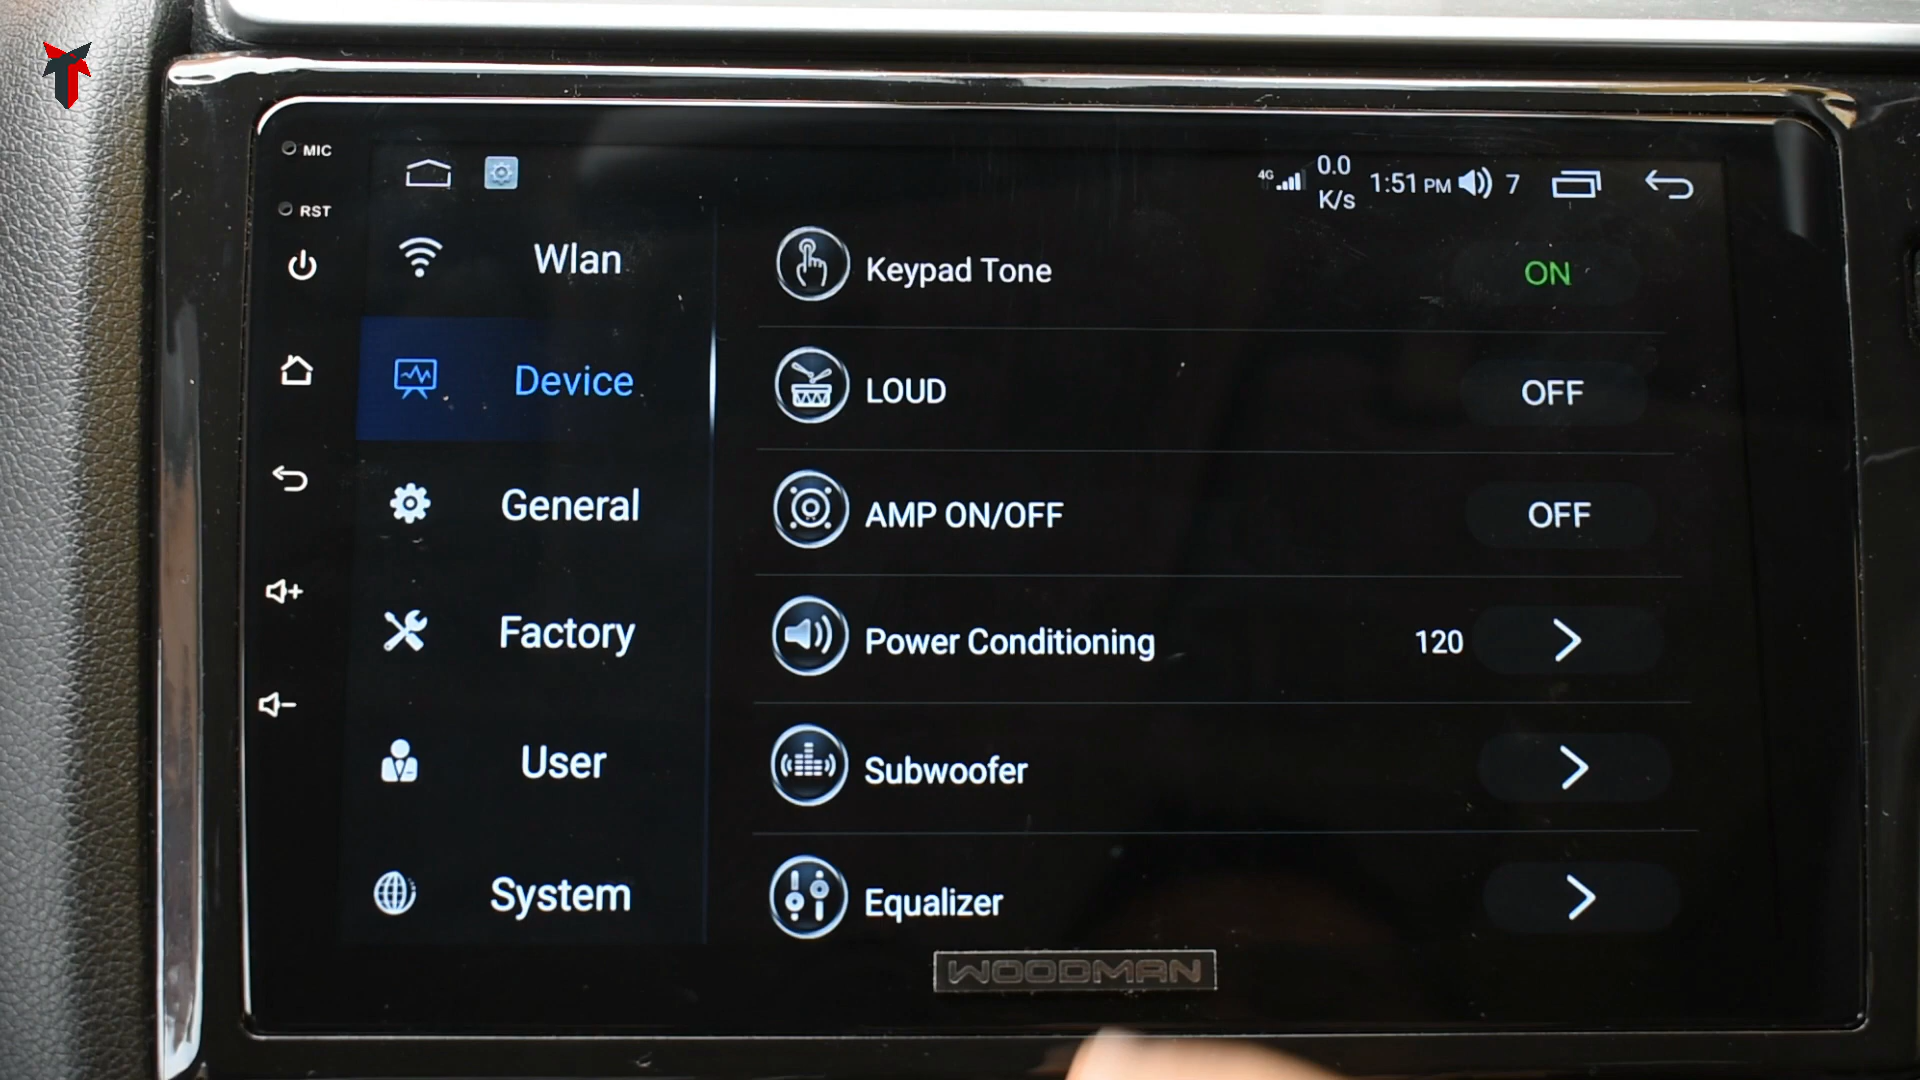 MIC
RST
4G
0.0
K/s
1:51 PM
7
Wlan
Device
General
Factory
User
System
Keypad Tone
ON
LOUD
OFF
AMP ON/OFF
OFF
Power Conditioning
120
Subwoofer
Equalizer
WOODMAN